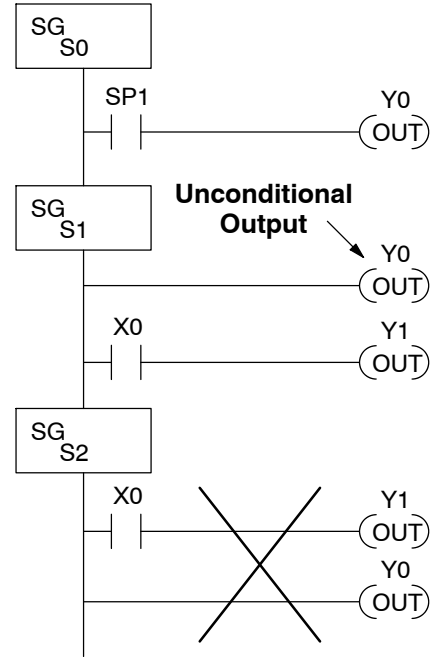 SG
S0
SP1
Y0
OUT
SG
S1
Unconditional
Output
Y0
OUT
X0
Y1
OUT
SG
S2
X0
Y1
OUT
Y0
OUT